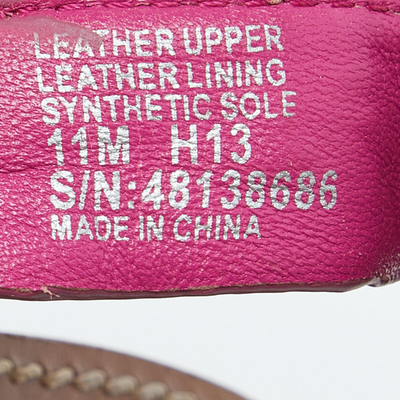 LEATHER UPPER
LEATHER LINING
SYNTHETIC SOLE
11M H13
S/N:48138686
MADE IN CHINA